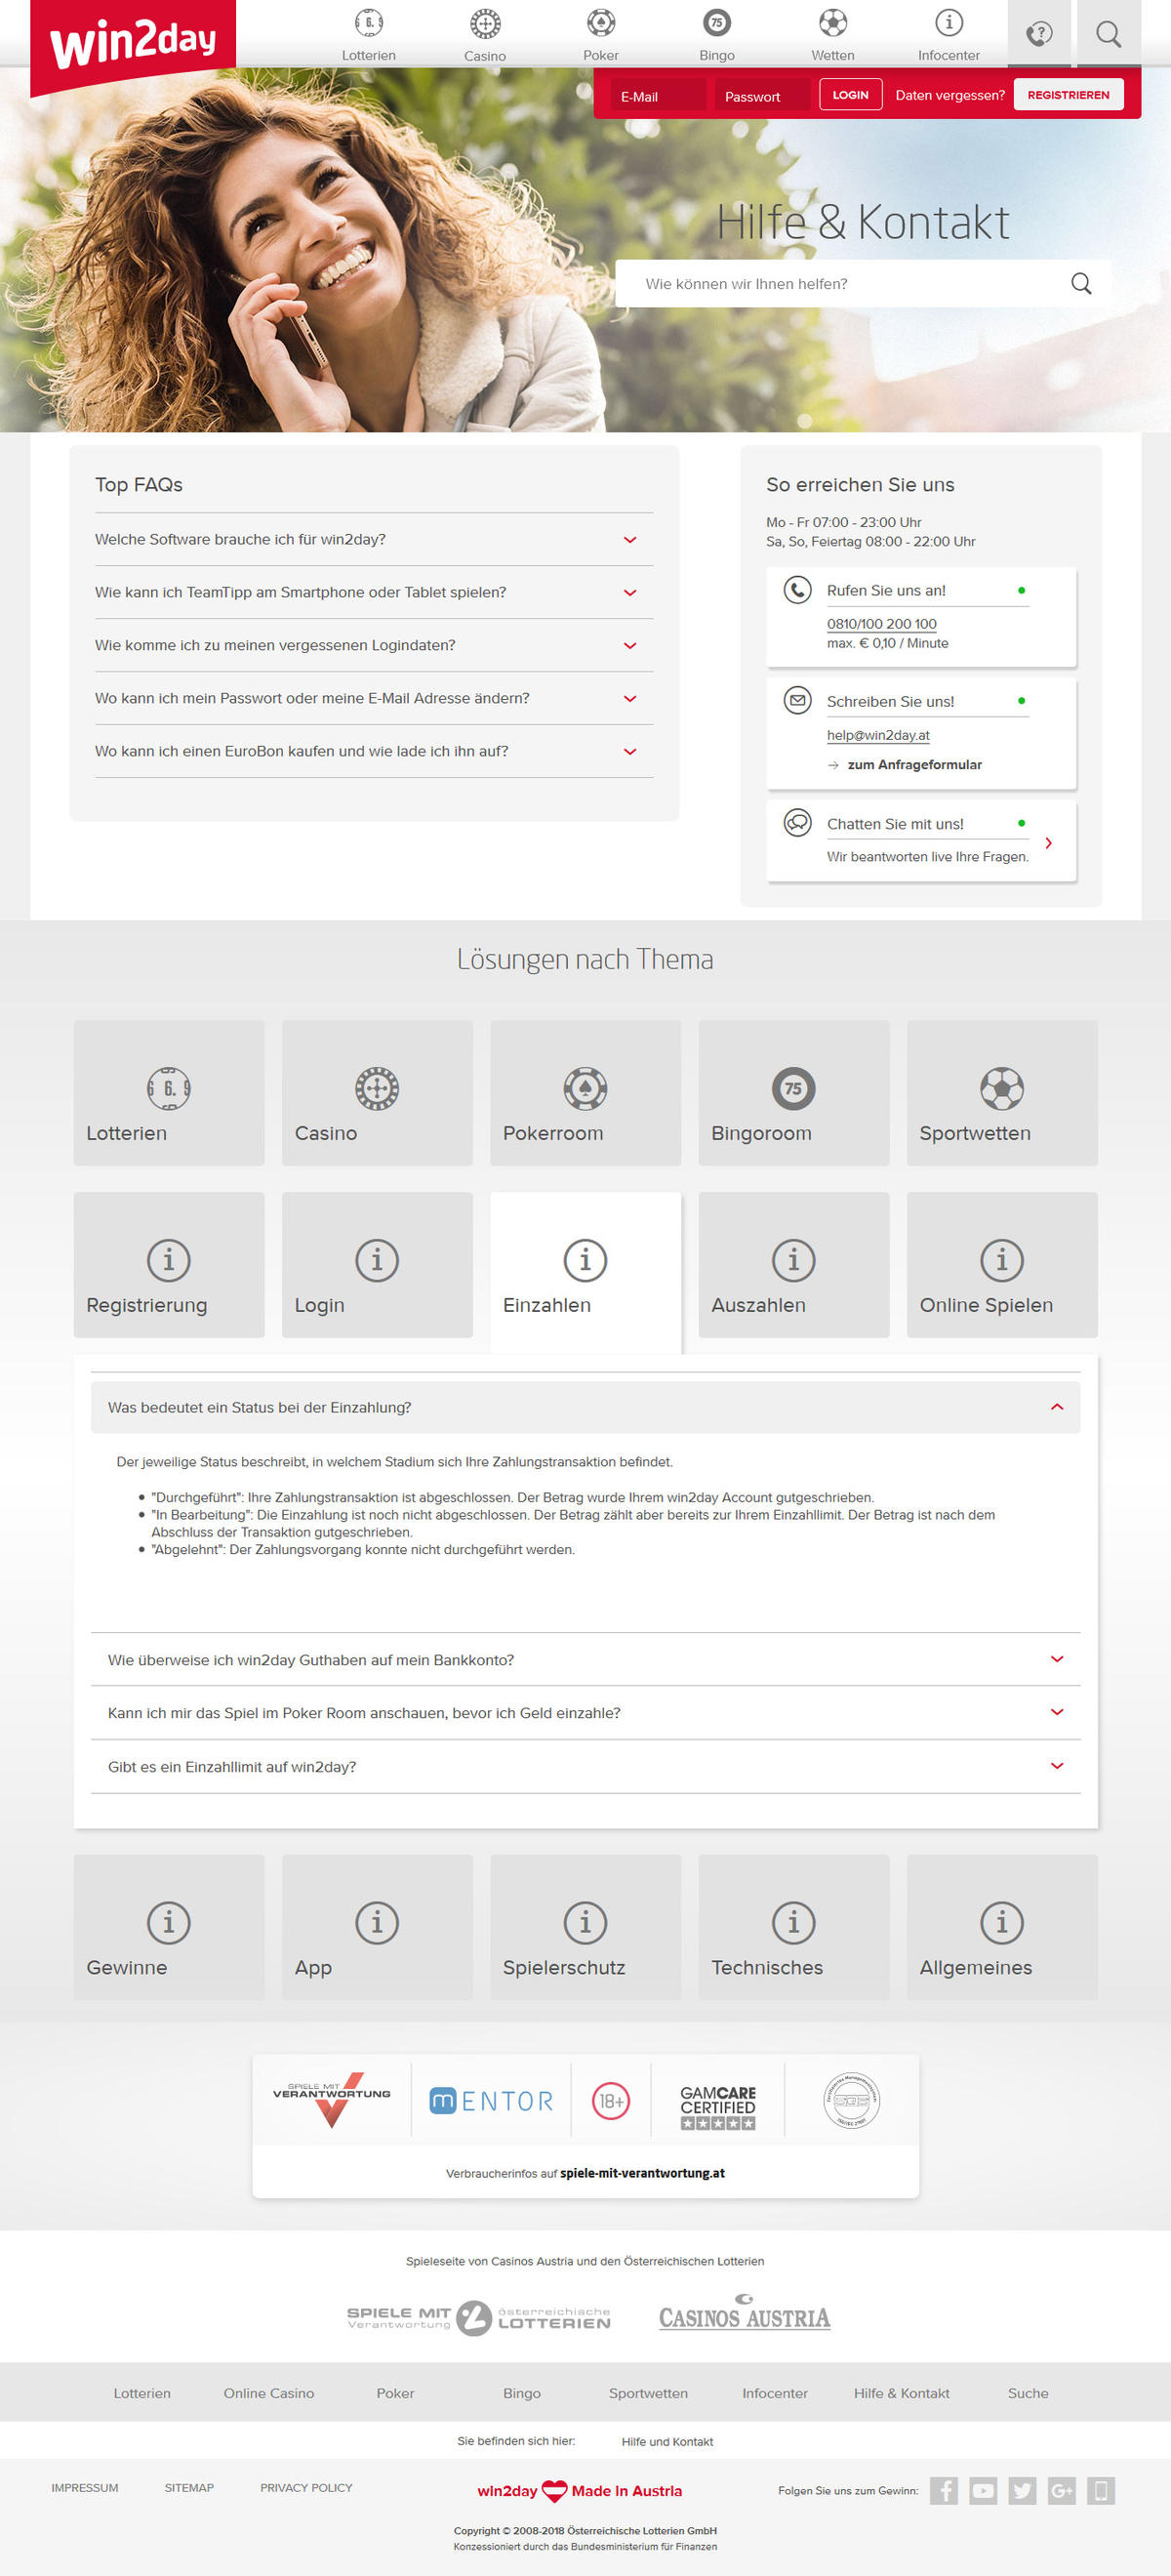 win2day
Lotterien
Casino
Poker
Bingo
Wetten
Infocenter
E-Mail
Passwort
LOGIN
Daten vergessen?
REGISTRIEREN
Hilfe & Kontakt
Wie können wir Ihnen helfen?
Top FAQs
Welche Software brauche ich für win2day?
Wie kann ich TeamTipp am Smartphone oder Tablet spielen?
Wie komme ich zu meinen vergessenen Logindaten?
Wo kann ich mein Passwort oder meine E-Mail Adresse ändern?
Wo kann ich einen EuroBon kaufen und wie lade ich ihn auf?
So erreichen Sie uns
Mo - Fr 07:00 - 23:00 Uhr
Sa, So, Feiertag 08:00 - 22:00 Uhr
Rufen Sie uns an!
0810/100 200 100
max. € 0,10 / Minute
Schreiben Sie uns!
help@win2day.at
zum Anfrageformular
Chatten Sie mit uns!
Wir beantworten live Ihre Fragen.
Lösungen nach Thema
Lotterien
Casino
Pokerroom
75
Bingoroom
Sportwetten
Registrierung
Login
Einzahlen
Auszahlen
Online Spielen
Was bedeutet ein Status bei der Einzahlung?
Der jeweilige Status beschreibt, in welchem Stadium sich Ihre Zahlungstransaktion befindet.
"Durchgeführt": Ihre Zahlungstransaktion ist abgeschlossen. Der Betrag wurde Ihrem win2day Account gutgeschrieben.
"In Bearbeitung": Die Einzahlung ist noch nicht abgeschlossen. Der Betrag zählt aber bereits zur Ihrem Einzahllimit. Der Betrag ist nach dem
Abschluss der Transaktion gutgeschrieben.
"Abgelehnt": Der Zahlungsvorgang konnte nicht durchgeführt werden.
Wie überweise ich win2day Guthaben auf mein Bankkonto?
Kann ich mir das Spiel im Poker Room anschauen, bevor ich Geld einzahle?
Gibt es ein Einzahllimit auf win2day?
Gewinne
App
Spielerschutz
Technisches
Allgemeines
SPIELE MIT
VERANTWORTUNG
mENTOR
18+
GAMCARE
CERTIFIED
Verbraucherinfos auf spiele-mit-verantwortung.at
Spieleseite von Casinos Austria und den Österreichischen Lotterien
SPIELE MIT
Verantwortung
österreichische
LOTTERIEN
CASINOS AUSTRIA
Lotterien
Online Casino
Poker
Bingo
Sportwetten
Infocenter
Hilfe & Kontakt
Suche
Sie befinden sich hier:
Hilfe und Kontakt
IMPRESSUM
SITEMAP
PRIVACY POLICY
win2day Made In Austria
Folgen Sie uns zum Gewinn:
Copyright © 2008-2018 Österreichische Lotterien GmbH
Konzessioniert durch das Bundesministerium für Finanzen